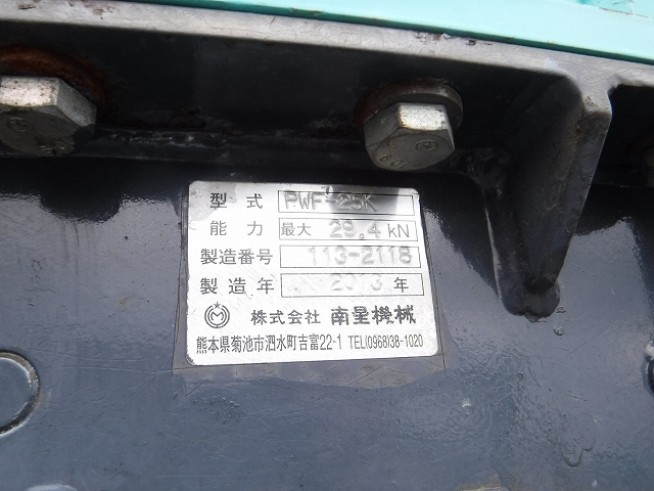 型式 PWF-25K
能力 最大 29.4 kN
製造番号 113-2118
製造年 2013 年
株式会社 南星機械
熊本県菊池市泗水町吉富22-1 TEL(0968)38-1020